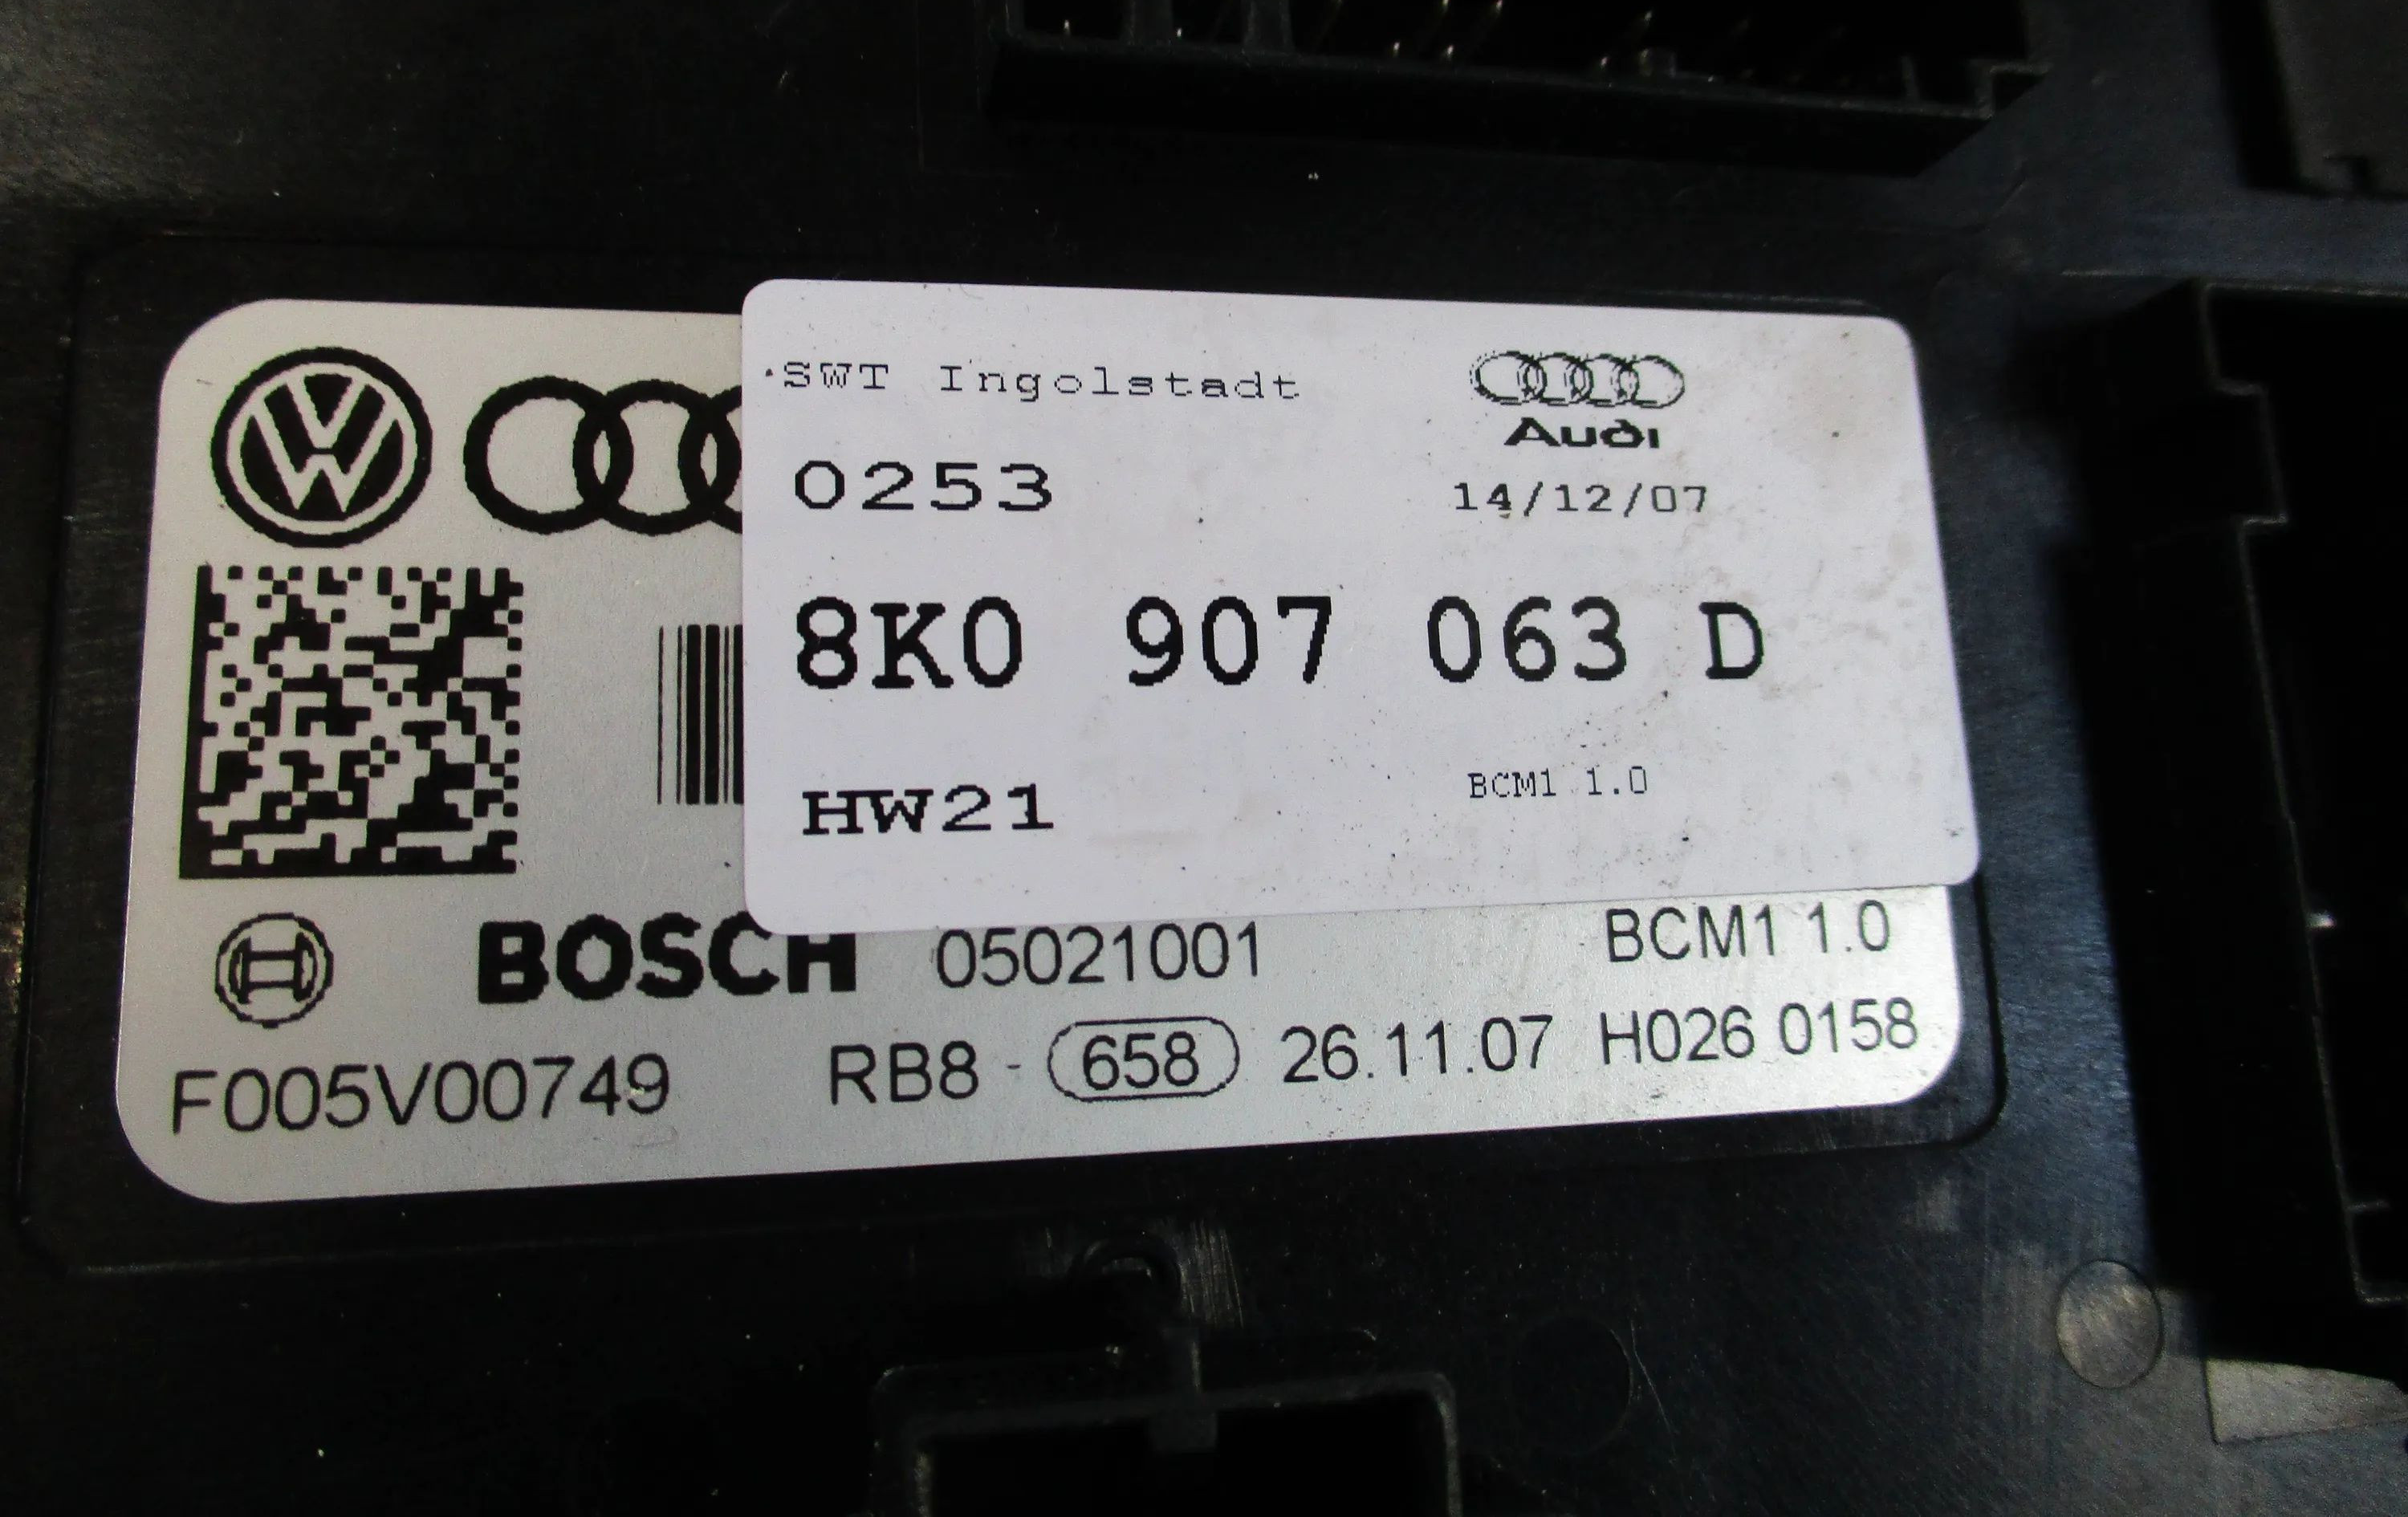 SWT Ingolstadt
Audi
0253
14/12/07
8K0 907 063 D
HW21
BCM1 1.0
BOSCH 05021001 BCM1 1.0
F005V00749 RB8 - 658 26.11.07 H026 0158